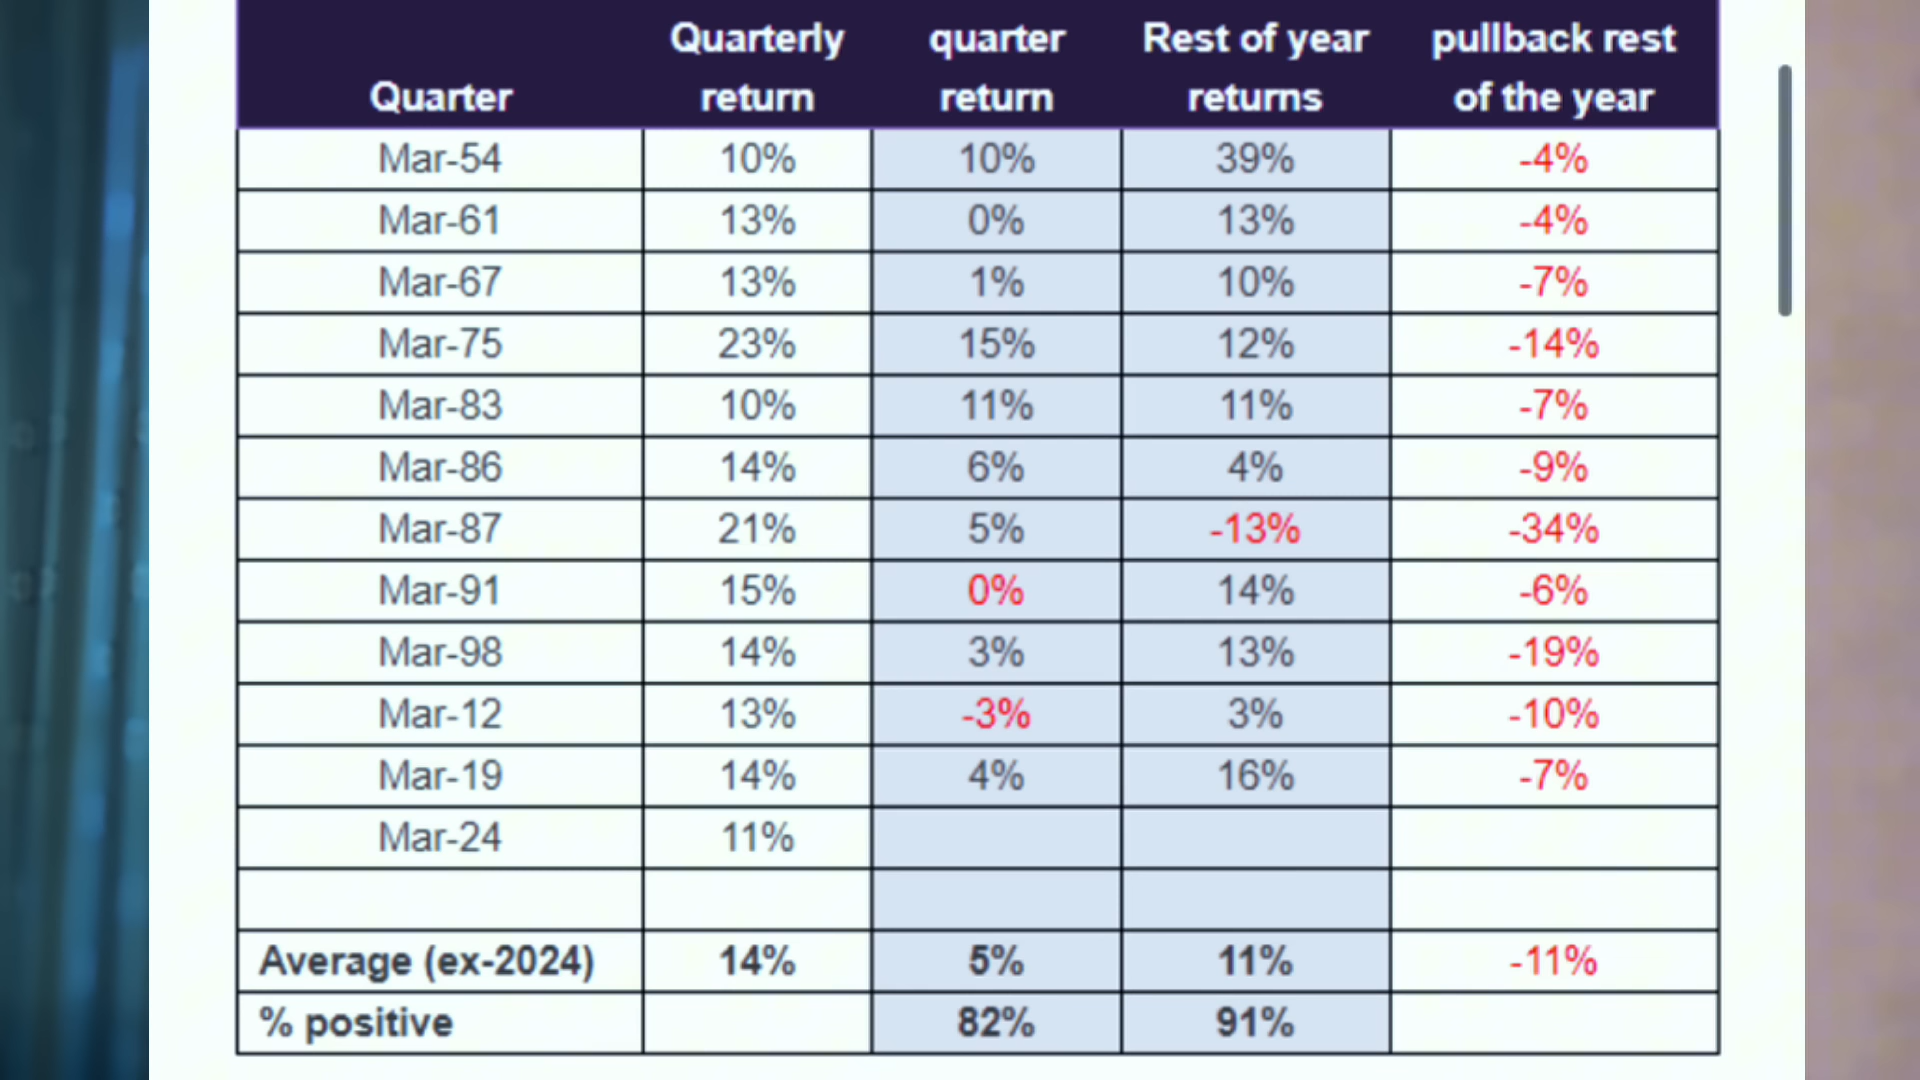 Quarter Quarterly return quarter return Rest of year returns pullback rest of the year
Mar-54 10% 10% 39% -4%
Mar-61 13% 0% 13% -4%
Mar-67 13% 1% 10% -7%
Mar-75 23% 15% 12% -14%
Mar-83 10% 11% 11% -7%
Mar-86 14% 6% 4% -9%
Mar-87 21% 5% -13% -34%
Mar-91 15% 0% 14% -6%
Mar-98 14% 3% 13% -19%
Mar-12 13% -3% 3% -10%
Mar-19 14% 4% 16% -7%
Mar-24 11%
Average (ex-2024) 14% 5% 11% -11%
% positive 82% 91%